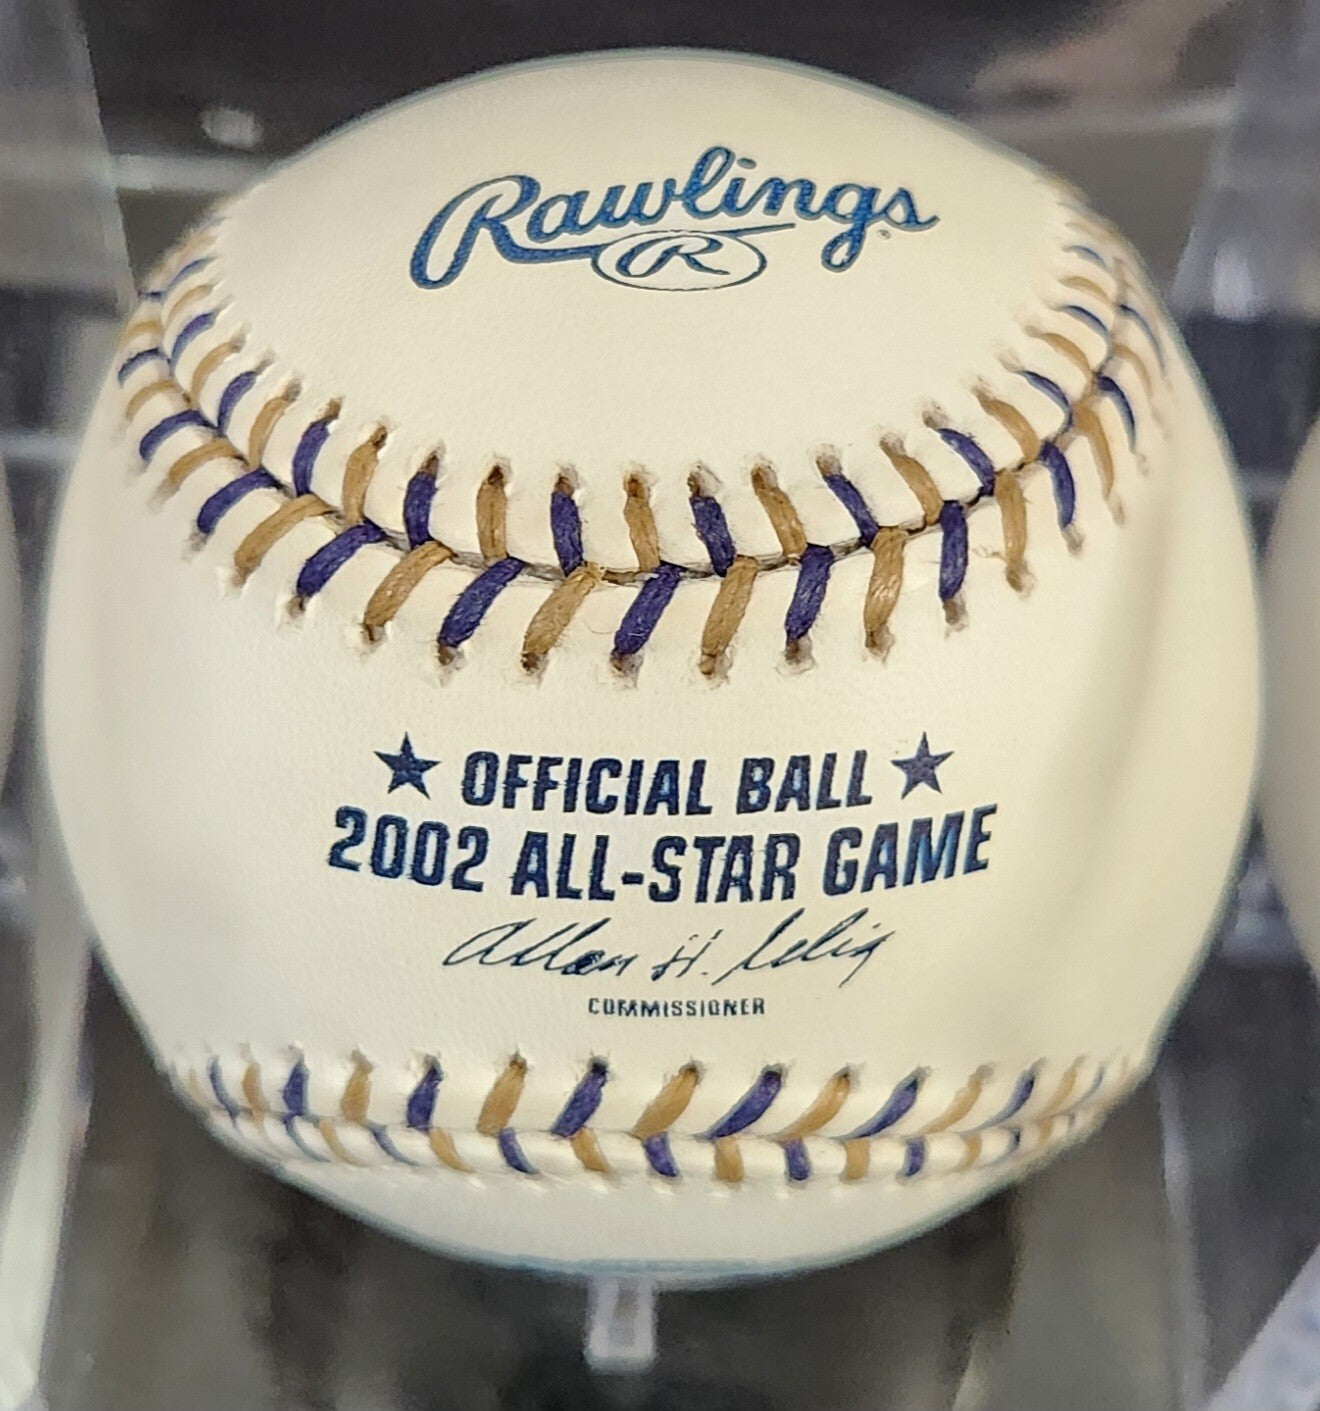 Rawlings
R
OFFICIAL BALL
2002 ALL-STAR GAME
Allan H. Selig
COMMISSIONER